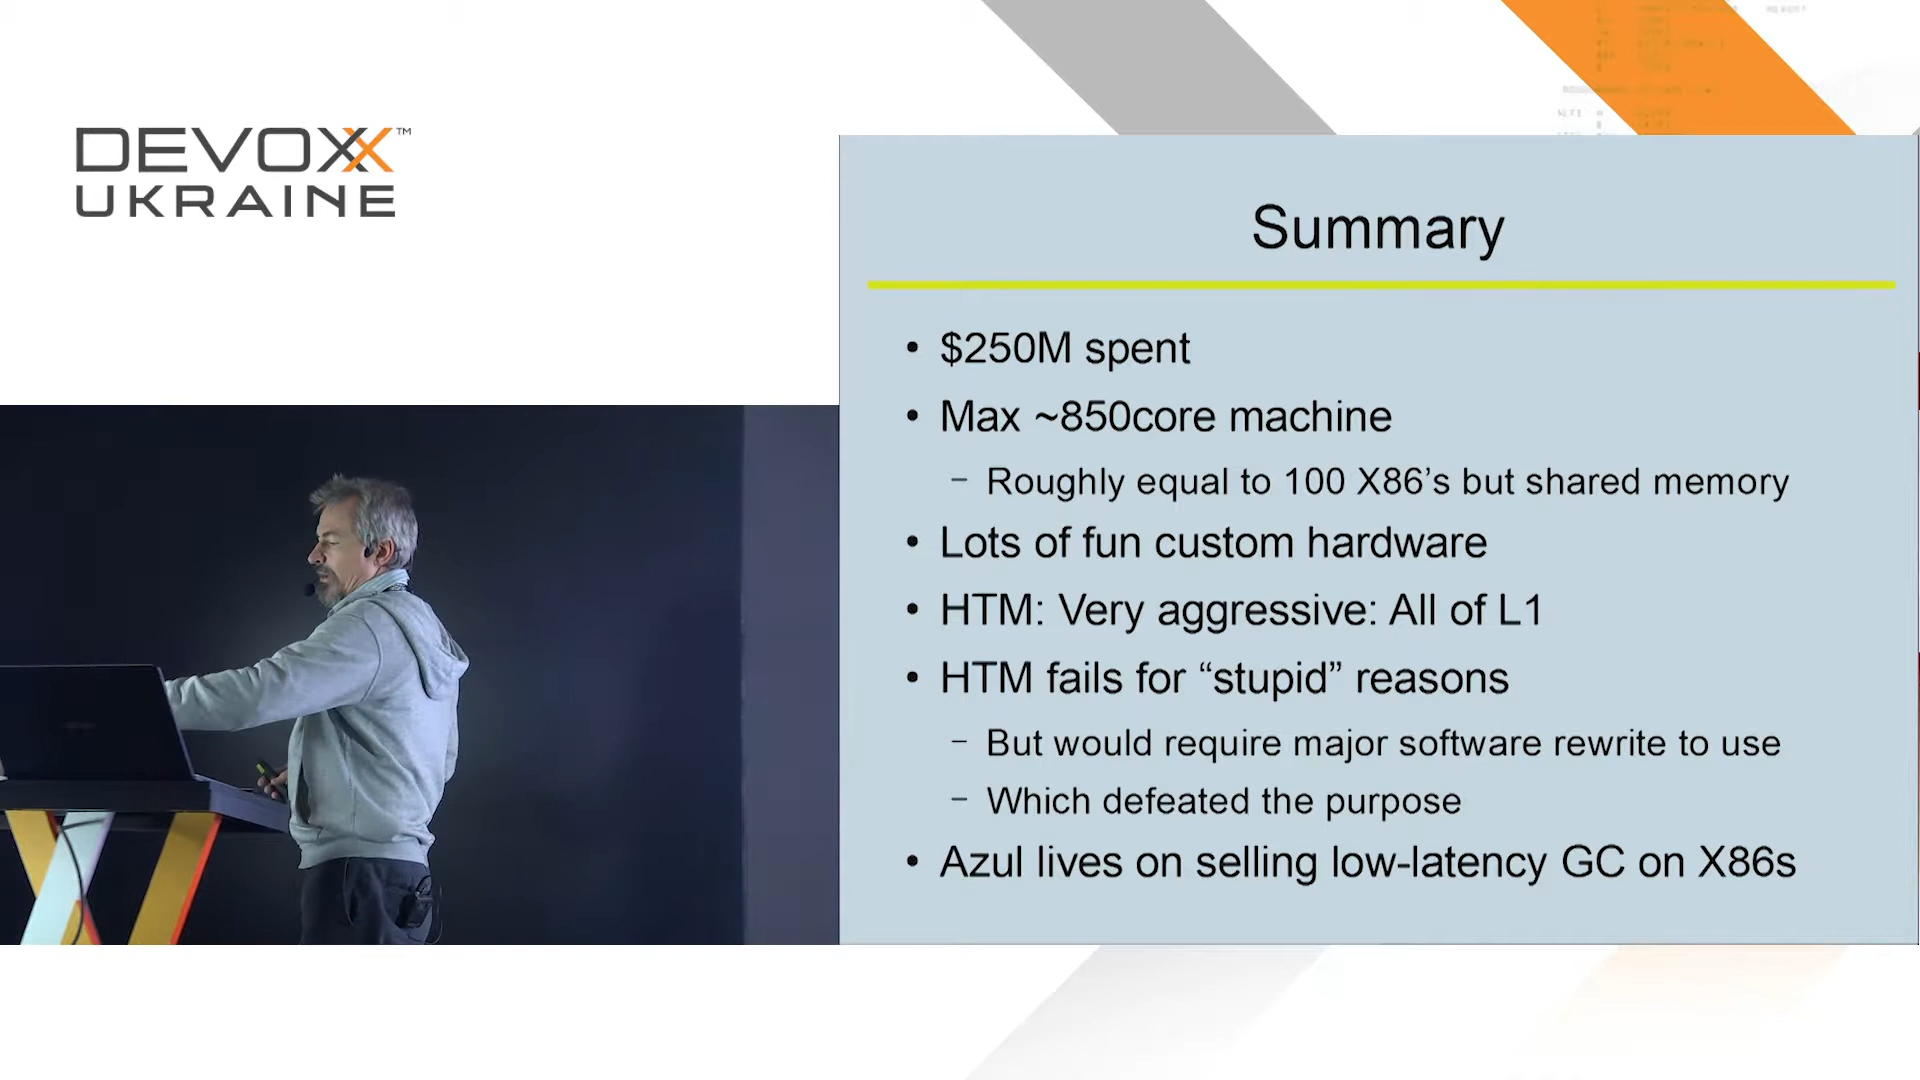 DEVOXX™
UKRAINE
Summary
• $250M spent
• Max ~850core machine
– Roughly equal to 100 X86’s but shared memory
• Lots of fun custom hardware
• HTM: Very aggressive: All of L1
• HTM fails for “stupid” reasons
– But would require major software rewrite to use
– Which defeated the purpose
• Azul lives on selling low-latency GC on X86s